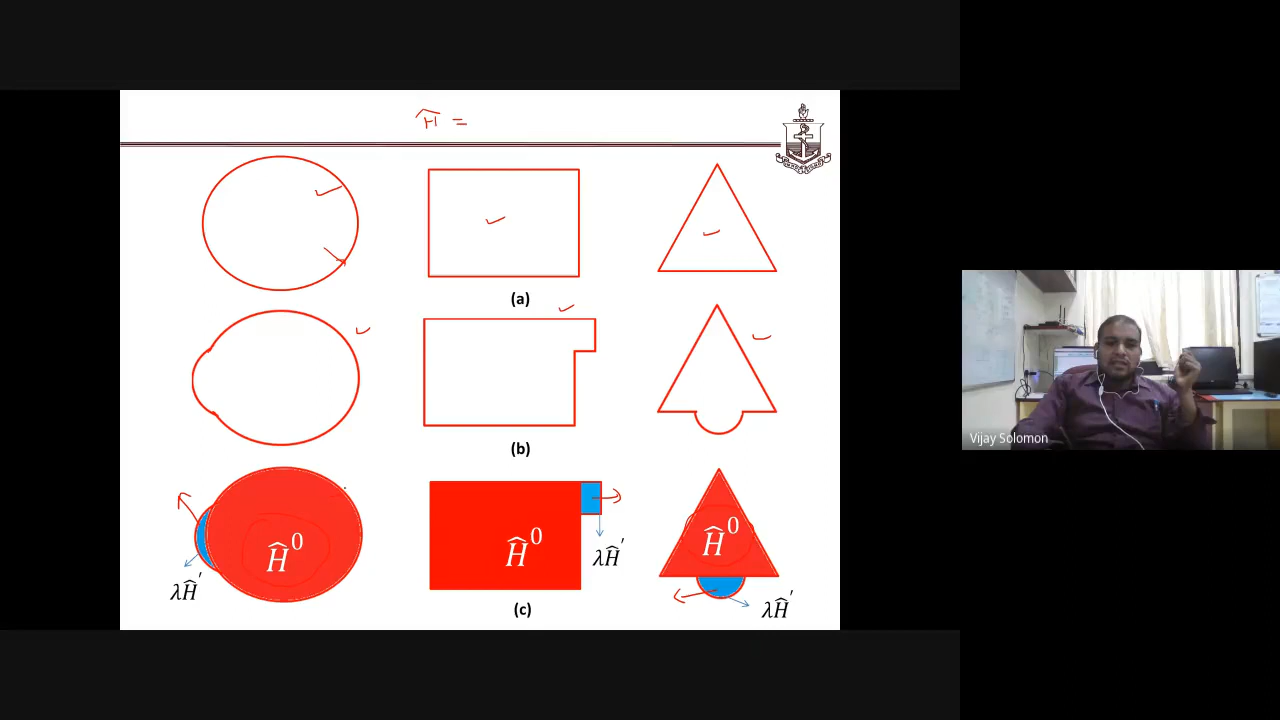 Ĥ =
(a)
(b)
Ĥ⁰
λĤ′
Ĥ⁰
λĤ′
Ĥ⁰
λĤ′
(c)
Vijay Solomon